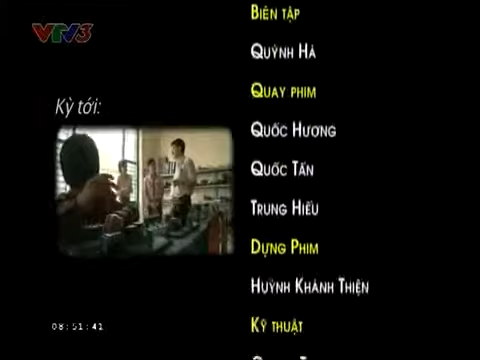 VTV3
Kỳ tới:
08:51:41
BIÊN TẬP
QUỲNH HÀ
QUAY PHIM
QUỐC HƯƠNG
QUỐC TẤN
TRUNG HIẾU
DỰNG PHIM
HUỲNH KHÁNH THIỆN
KỸ THUẬT